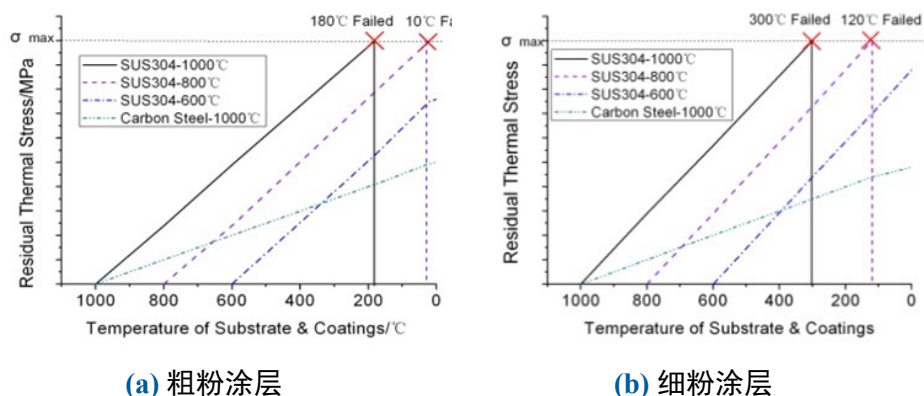 180℃ Failed
10℃ Fa
σ max
SUS304-1000℃
SUS304-800℃
SUS304-600℃
Carbon Steel-1000℃
Residual Thermal Stress/MPa
1000 800 600 400 200 0
Temperature of Substrate & Coatings/℃
(a) 粗粉涂层
300℃ Failed
120℃ Failed
σ max
SUS304-1000℃
SUS304-800℃
SUS304-600℃
Carbon Steel-1000℃
Residual Thermal Stress
1000 800 600 400 200 0
Temperature of Substrate & Coatings
(b) 细粉涂层